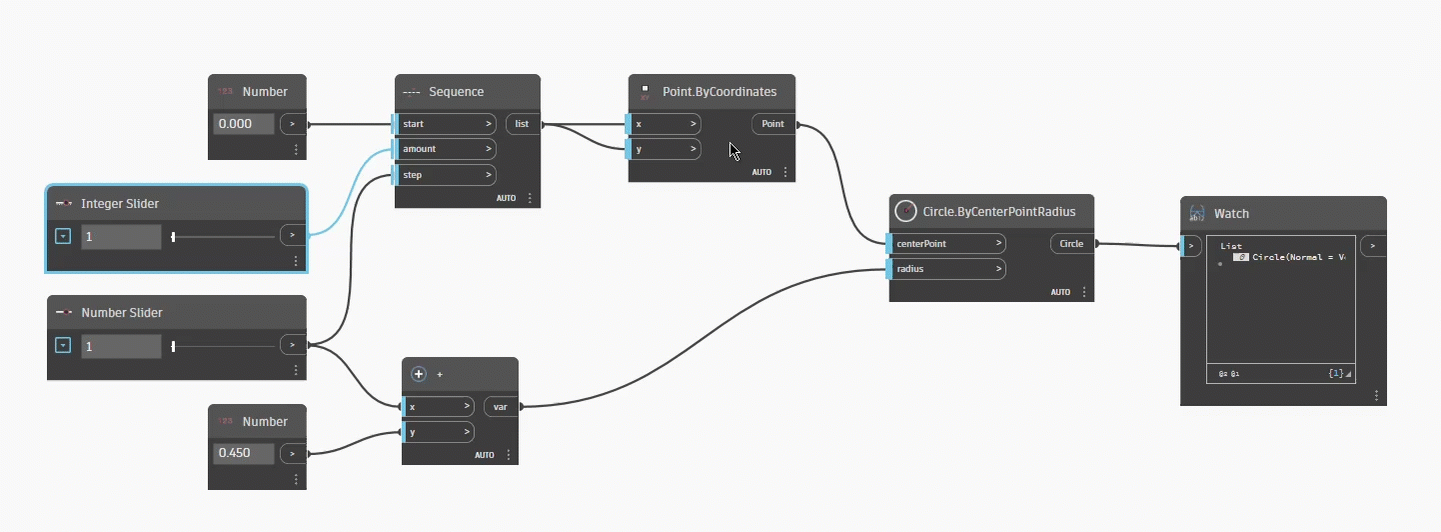 Number
0.000 >
Integer Slider
1 >
Number Slider
1 >
Number
0.450 >
Sequence
start > list
amount >
step >
AUTO
+
x > var
y >
AUTO
Point.ByCoordinates
x > Point
y >
AUTO
Circle.ByCenterPointRadius
centerPoint > Circle
radius >
AUTO
Watch
> List >
0 Circle(Normal = V
@2 @1 {1}